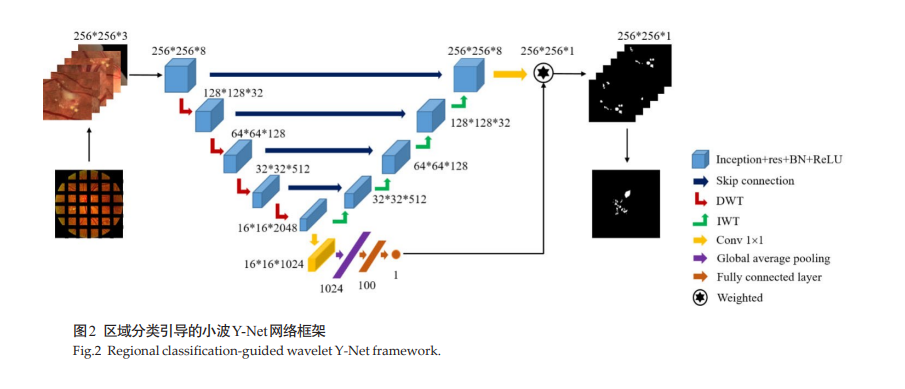 256*256*3
256*256*8
256*256*8
256*256*1
256*256*1
128*128*32
128*128*32
64*64*128
64*64*128
32*32*512
32*32*512
16*16*2048
16*16*1024
1024
100
1
Inception+res+BN+ReLU
Skip connection
DWT
IWT
Conv 1×1
Global average pooling
Fully connected layer
Weighted
图2 区域分类引导的小波Y-Net网络框架
Fig.2 Regional classification-guided wavelet Y-Net framework.